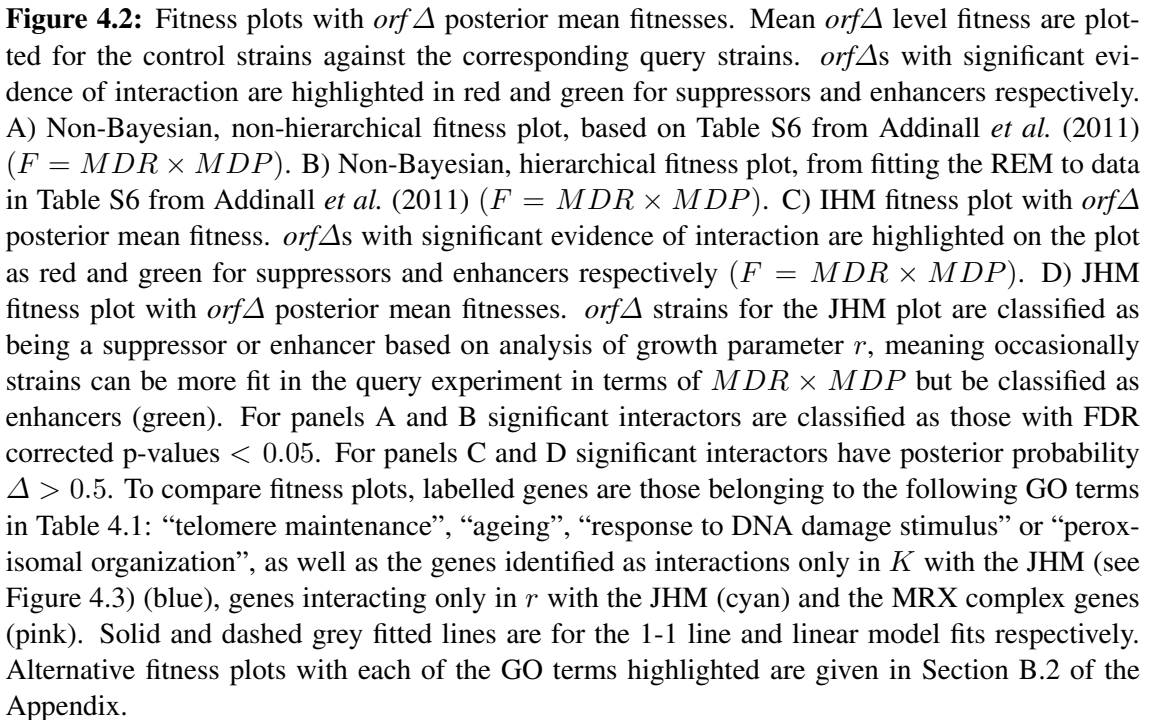 Figure 4.2: Fitness plots with orfΔ posterior mean fitnesses. Mean orfΔ level fitness are plot-
ted for the control strains against the corresponding query strains. orfΔs with significant evi-
dence of interaction are highlighted in red and green for suppressors and enhancers respectively.
A) Non-Bayesian, non-hierarchical fitness plot, based on Table S6 from Addinall et al. (2011)
(F = MDR × MDP). B) Non-Bayesian, hierarchical fitness plot, from fitting the REM to data
in Table S6 from Addinall et al. (2011) (F = MDR × MDP). C) IHM fitness plot with orfΔ
posterior mean fitness. orfΔs with significant evidence of interaction are highlighted on the plot
as red and green for suppressors and enhancers respectively (F = MDR × MDP). D) JHM
fitness plot with orfΔ posterior mean fitnesses. orfΔ strains for the JHM plot are classified as
being a suppressor or enhancer based on analysis of growth parameter r, meaning occasionally
strains can be more fit in the query experiment in terms of MDR × MDP but be classified as
enhancers (green). For panels A and B significant interactors are classified as those with FDR
corrected p-values < 0.05. For panels C and D significant interactors have posterior probability
Δ > 0.5. To compare fitness plots, labelled genes are those belonging to the following GO terms
in Table 4.1: “telomere maintenance”, “ageing”, “response to DNA damage stimulus” or “perox-
isomal organization”, as well as the genes identified as interactions only in K with the JHM (see
Figure 4.3) (blue), genes interacting only in r with the JHM (cyan) and the MRX complex genes
(pink). Solid and dashed grey fitted lines are for the 1-1 line and linear model fits respectively.
Alternative fitness plots with each of the GO terms highlighted are given in Section B.2 of the
Appendix.